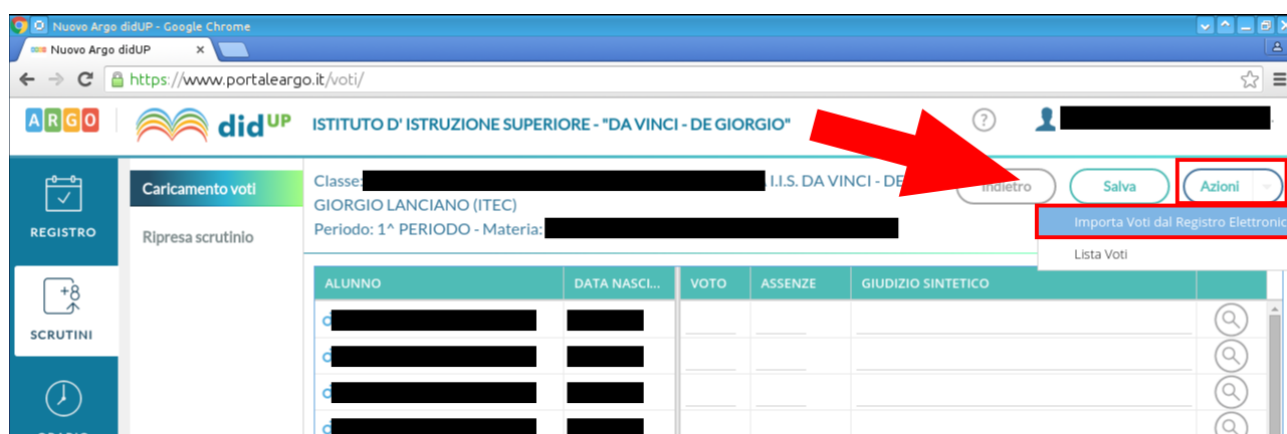 Nuovo Argo didUP - Google Chrome
Nuovo Argo didUP x
https://www.portaleargo.it/voti/
ARGO didUP ISTITUTO D' ISTRUZIONE SUPERIORE - "DA VINCI - DE GIORGIO" ?
Caricamento voti
Ripresa scrutinio
REGISTRO
+8
SCRUTINI
Classe: I.I.S. DA VINCI - DE
GIORGIO LANCIANO (ITEC)
Periodo: 1^ PERIODO - Materia:
Indietro Salva Azioni
Importa Voti dal Registro Elettronic
Lista Voti
ALUNNO DATA NASCI... VOTO ASSENZE GIUDIZIO SINTETICO